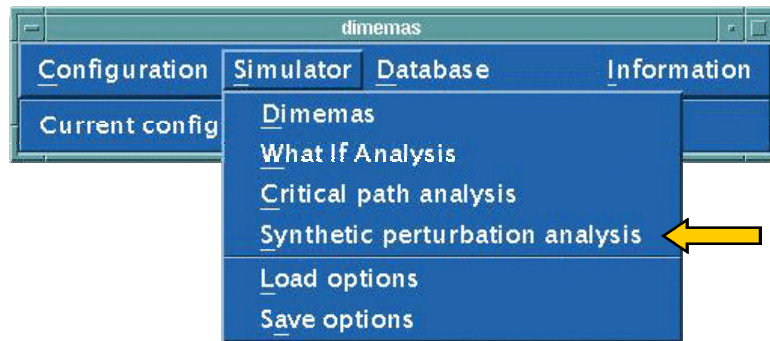 dimemas
Configuration Simulator Database Information
Current config
Dimemas
What If Analysis
Critical path analysis
Synthetic perturbation analysis
Load options
Save options